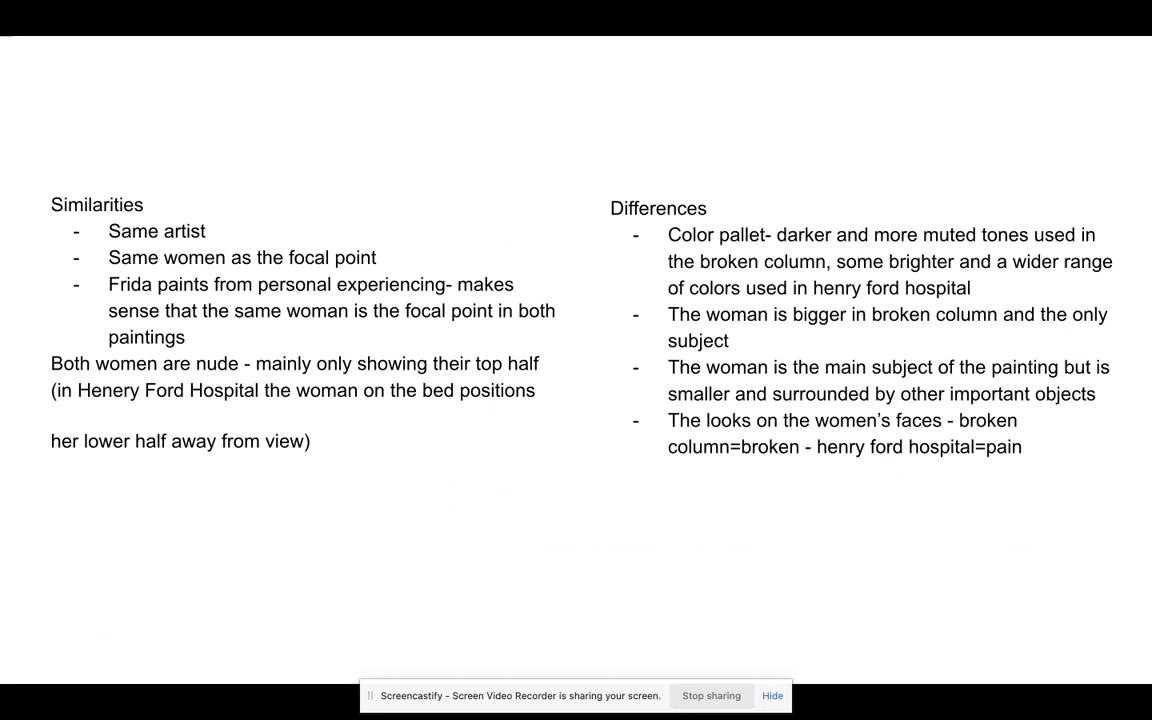 Similarities
- Same artist
- Same women as the focal point
- Frida paints from personal experiencing- makes
sense that the same woman is the focal point in both
paintings
Both women are nude - mainly only showing their top half
(in Henery Ford Hospital the woman on the bed positions
her lower half away from view)
Differences
- Color pallet- darker and more muted tones used in
the broken column, some brighter and a wider range
of colors used in henry ford hospital
- The woman is bigger in broken column and the only
subject
- The woman is the main subject of the painting but is
smaller and surrounded by other important objects
- The looks on the women’s faces - broken
column=broken - henry ford hospital=pain
Screencastify - Screen Video Recorder is sharing your screen. Stop sharing Hide